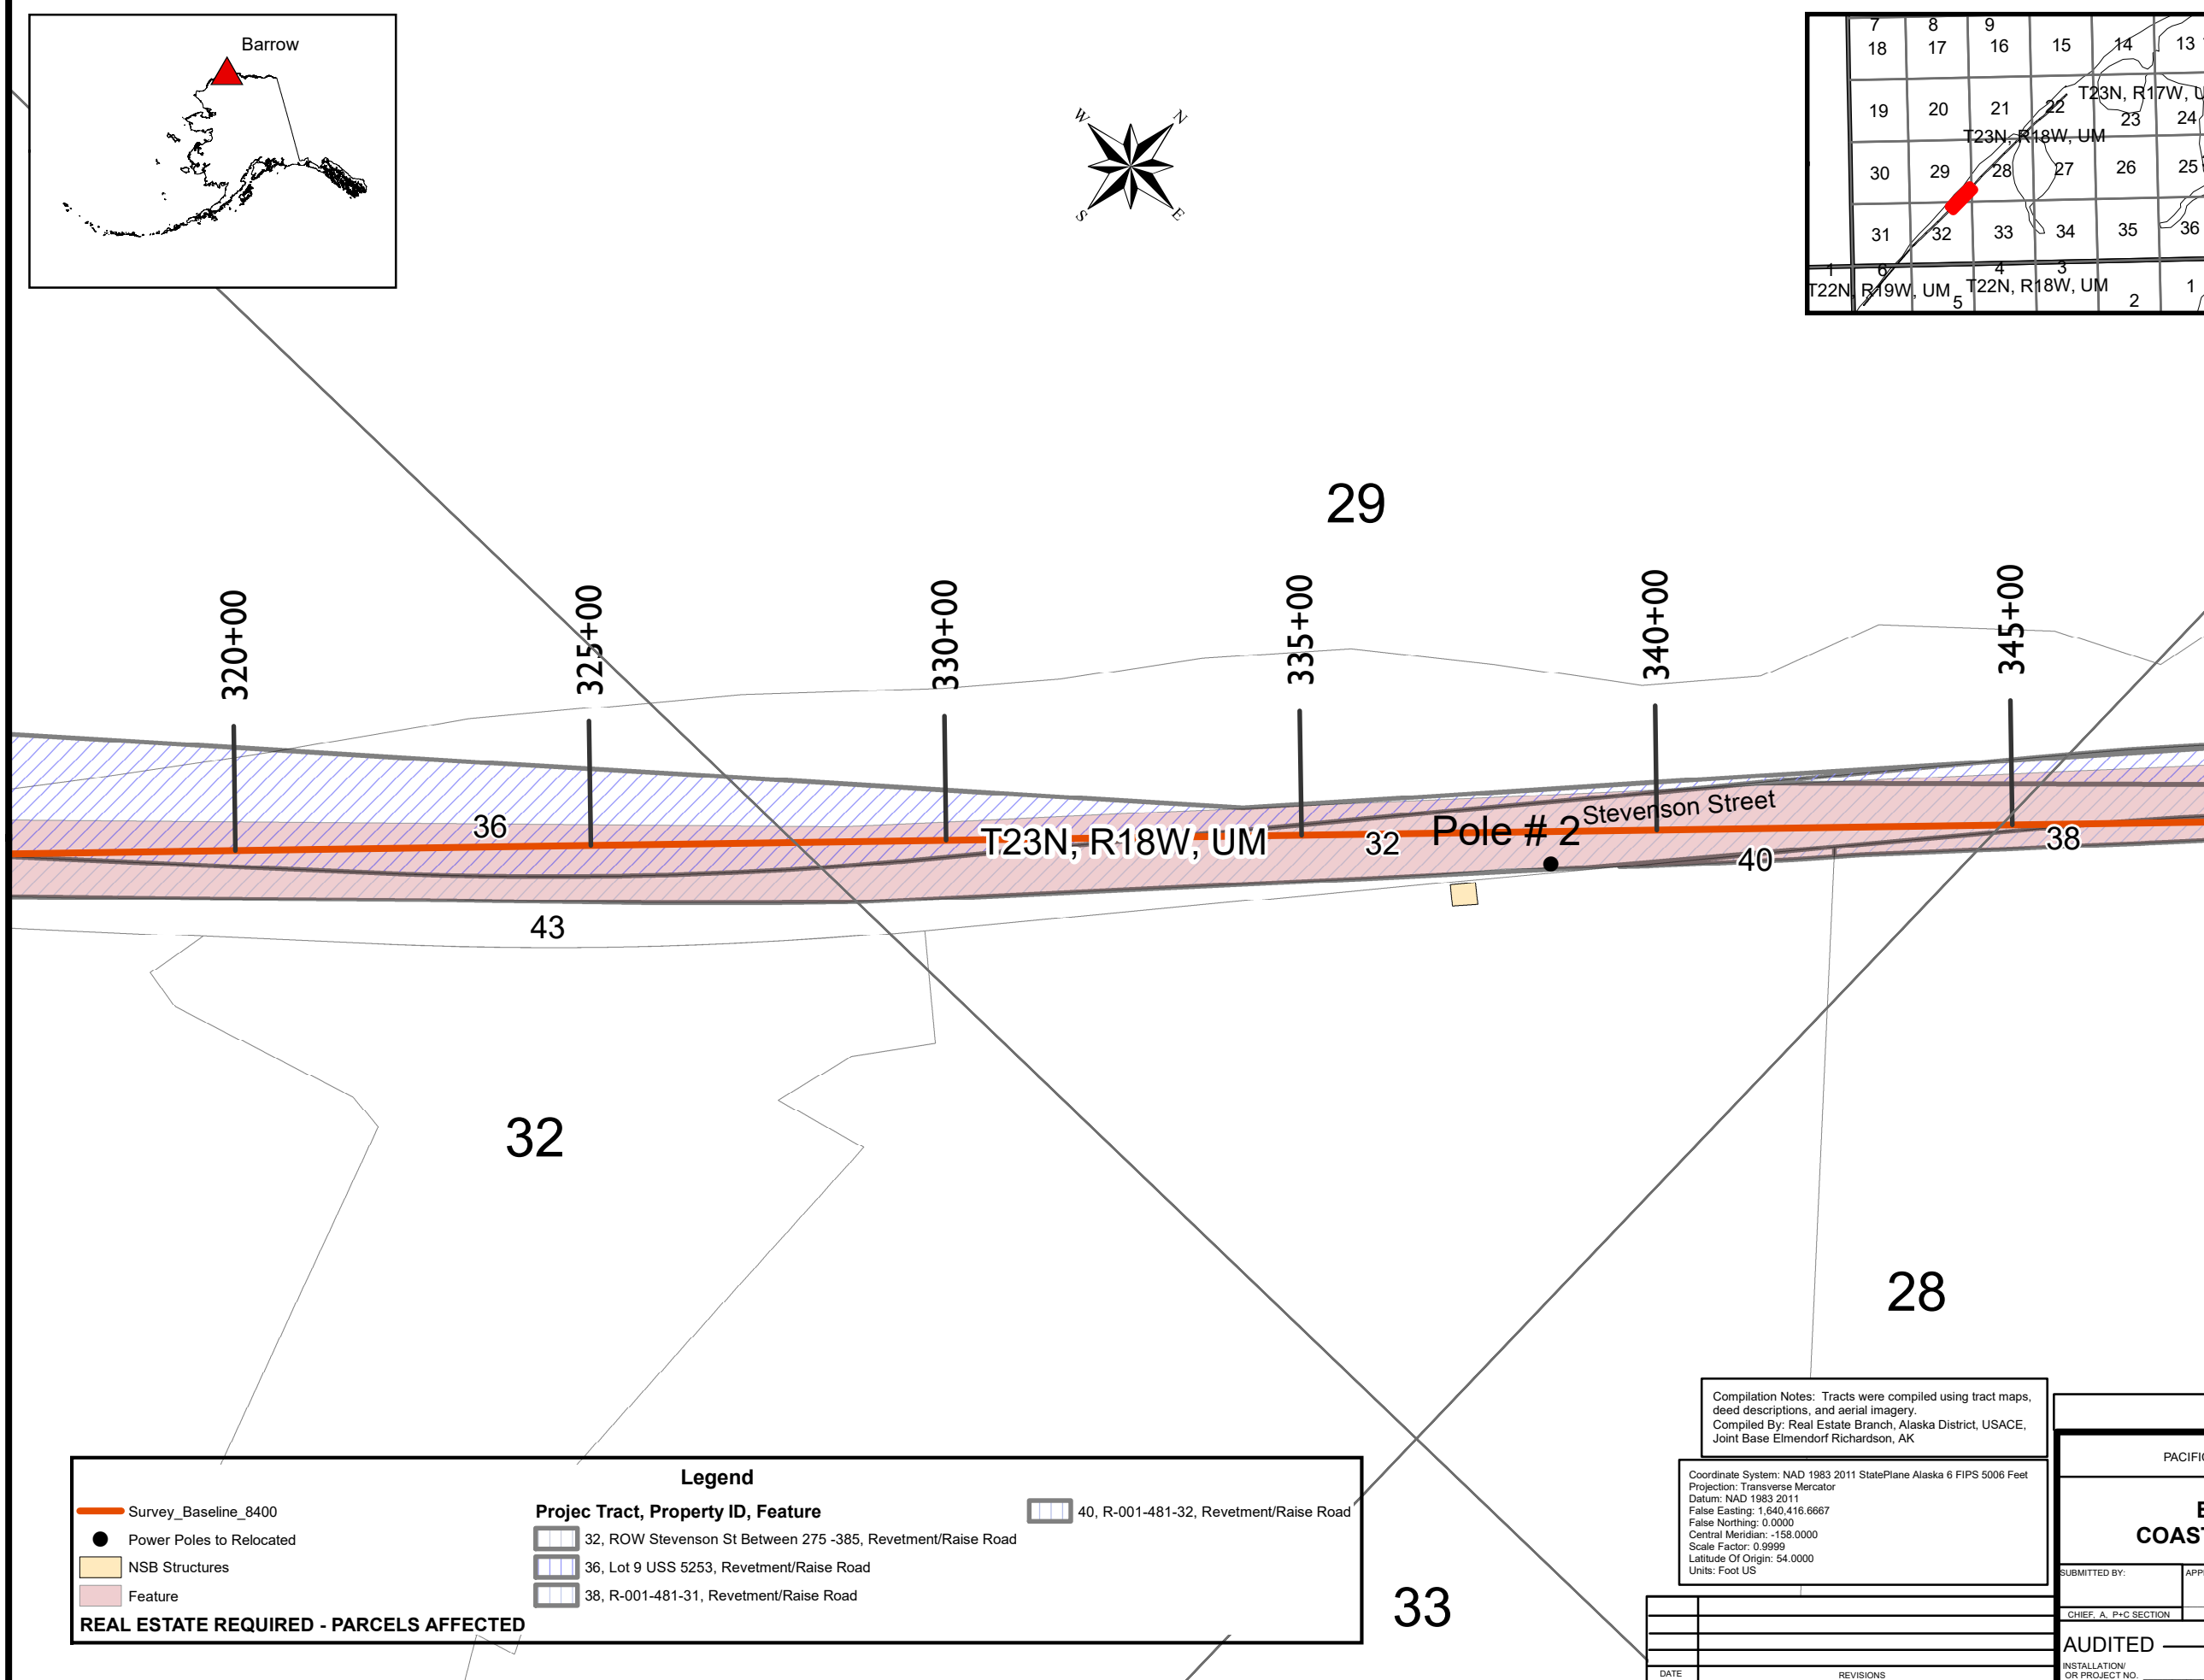 Barrow
W
N
S
E
7
8
9
18
17
16
15
14
13
T23N, R17W, U
19
20
21
22
23
24
T23N, R18W, UM
30
29
28
27
26
25
31
32
33
34
35
36
1
6
4
3
T22N, R19W, UM
5
T22N, R18W, UM
2
1
29
320+00
325+00
330+00
335+00
340+00
345+00
36
T23N, R18W, UM
32
Pole # 2
Stevenson Street
40
38
43
32
28
33
Legend
Survey_Baseline_8400
Power Poles to Relocated
NSB Structures
Feature
REAL ESTATE REQUIRED - PARCELS AFFECTED
Projec Tract, Property ID, Feature
32, ROW Stevenson St Between 275 -385, Revetment/Raise Road
36, Lot 9 USS 5253, Revetment/Raise Road
38, R-001-481-31, Revetment/Raise Road
40, R-001-481-32, Revetment/Raise Road
Compilation Notes: Tracts were compiled using tract maps,
deed descriptions, and aerial imagery.
Compiled By: Real Estate Branch, Alaska District, USACE,
Joint Base Elmendorf Richardson, AK
Coordinate System: NAD 1983 2011 StatePlane Alaska 6 FIPS 5006 Feet
Projection: Transverse Mercator
Datum: NAD 1983 2011
False Easting: 1,640,416.6667
False Northing: 0.0000
Central Meridian: -158.0000
Scale Factor: 0.9999
Latitude Of Origin: 54.0000
Units: Foot US
DATE
REVISIONS
PACIFI
COAS
SUBMITTED BY:
APP
CHIEF, A, P+C SECTION
AUDITED
INSTALLATION/
OR PROJECT NO.